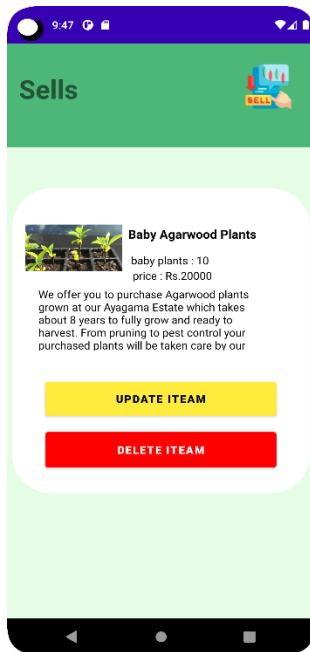 9:47
Sells
SELL
Baby Agarwood Plants
baby plants : 10
price : Rs.20000
We offer you to purchase Agarwood plants
grown at our Ayagama Estate which takes
about 8 years to fully grow and ready to
harvest. From pruning to pest control your
purchased plants will be taken care by our
UPDATE ITEAM
DELETE ITEAM